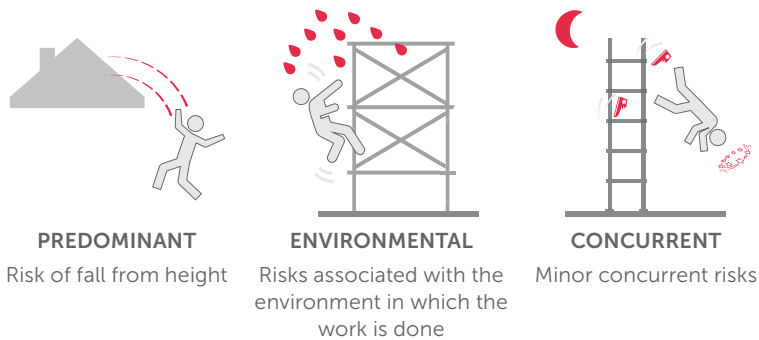 PREDOMINANT
Risk of fall from height
ENVIRONMENTAL
Risks associated with the
environment in which the
work is done
CONCURRENT
Minor concurrent risks